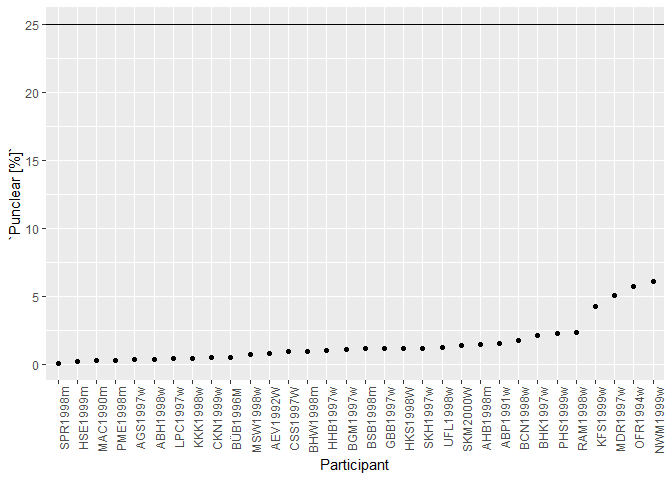 25
20
15
10
5
0
`Punclear [%]`
SPR1998m
HSE1999m
MAC1990m
PME1998m
AGS1997w
ABH1998w
LPC1997w
KKK1998w
CKN1999w
BÜB1998M
MSW1998w
AEV1992W
CSS1997W
BHW1998m
HHB1997w
BGM1997w
BSB1998m
GBB1997w
HKS1998W
SKH1997w
UFL1998w
SKM2000W
AHB1998m
ABP1991w
BCN1998w
BHK1997w
PHS1999w
RAM1998w
KFS1999w
MDR1997w
OFR1994w
NWM1999w
Participant